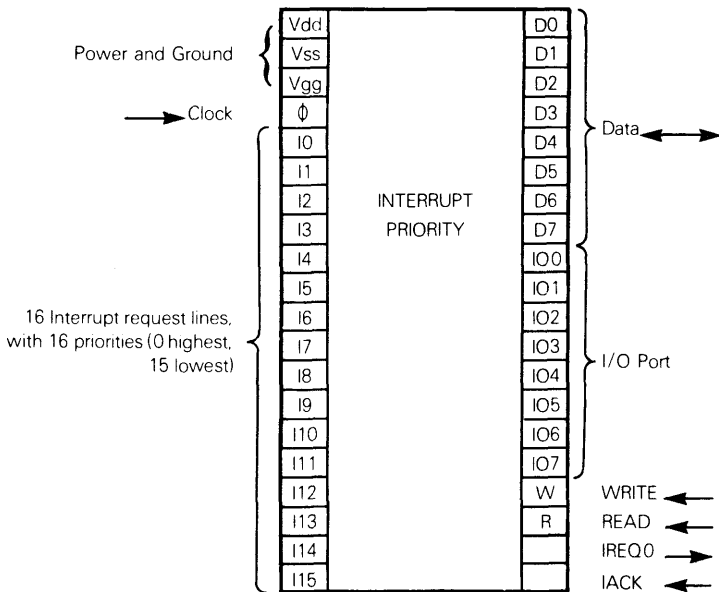 Power and Ground
Clock
16 Interrupt request lines,
with 16 priorities (0 highest,
15 lowest)
Vdd
Vss
Vgg
ϕ
I0
I1
I2
I3
I4
I5
I6
I7
I8
I9
I10
I11
I12
I13
I14
I15
INTERRUPT
PRIORITY
D0
D1
D2
D3
D4
D5
D6
D7
IO0
IO1
IO2
IO3
IO4
IO5
IO6
IO7
W
R
Data
I/O Port
WRITE
READ
IREQ0
IACK